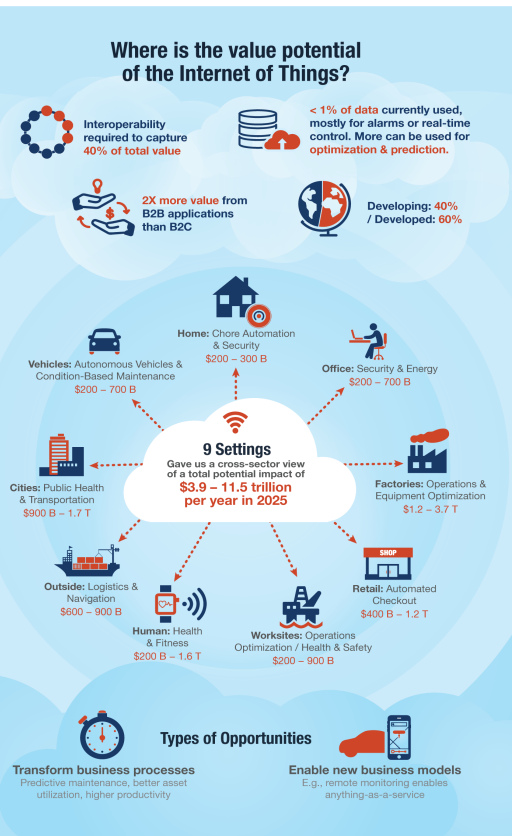 Where is the value potential
of the Internet of Things?
Interoperability
required to capture
40% of total value
< 1% of data currently used,
mostly for alarms or real-time
control. More can be used for
optimization & prediction.
2X more value from
B2B applications
than B2C
Developing: 40%
/ Developed: 60%
Home: Chore Automation
& Security
$200 – 300 B
Vehicles: Autonomous Vehicles &
Condition-Based Maintenance
$200 – 700 B
Office: Security & Energy
$200 – 700 B
9 Settings
Gave us a cross-sector view
of a total potential impact of
$3.9 – 11.5 trillion
per year in 2025
Cities: Public Health
& Transportation
$900 B – 1.7 T
Factories: Operations &
Equipment Optimization
$1.2 – 3.7 T
Outside: Logistics &
Navigation
$600 – 900 B
SHOP
Retail: Automated
Checkout
$400 B – 1.2 T
Human: Health
& Fitness
$200 B – 1.6 T
Worksites: Operations
Optimization / Health & Safety
$200 – 900 B
Types of Opportunities
Transform business processes
Predictive maintenance, better asset
utilization, higher productivity
Enable new business models
E.g., remote monitoring enables
anything-as-a-service